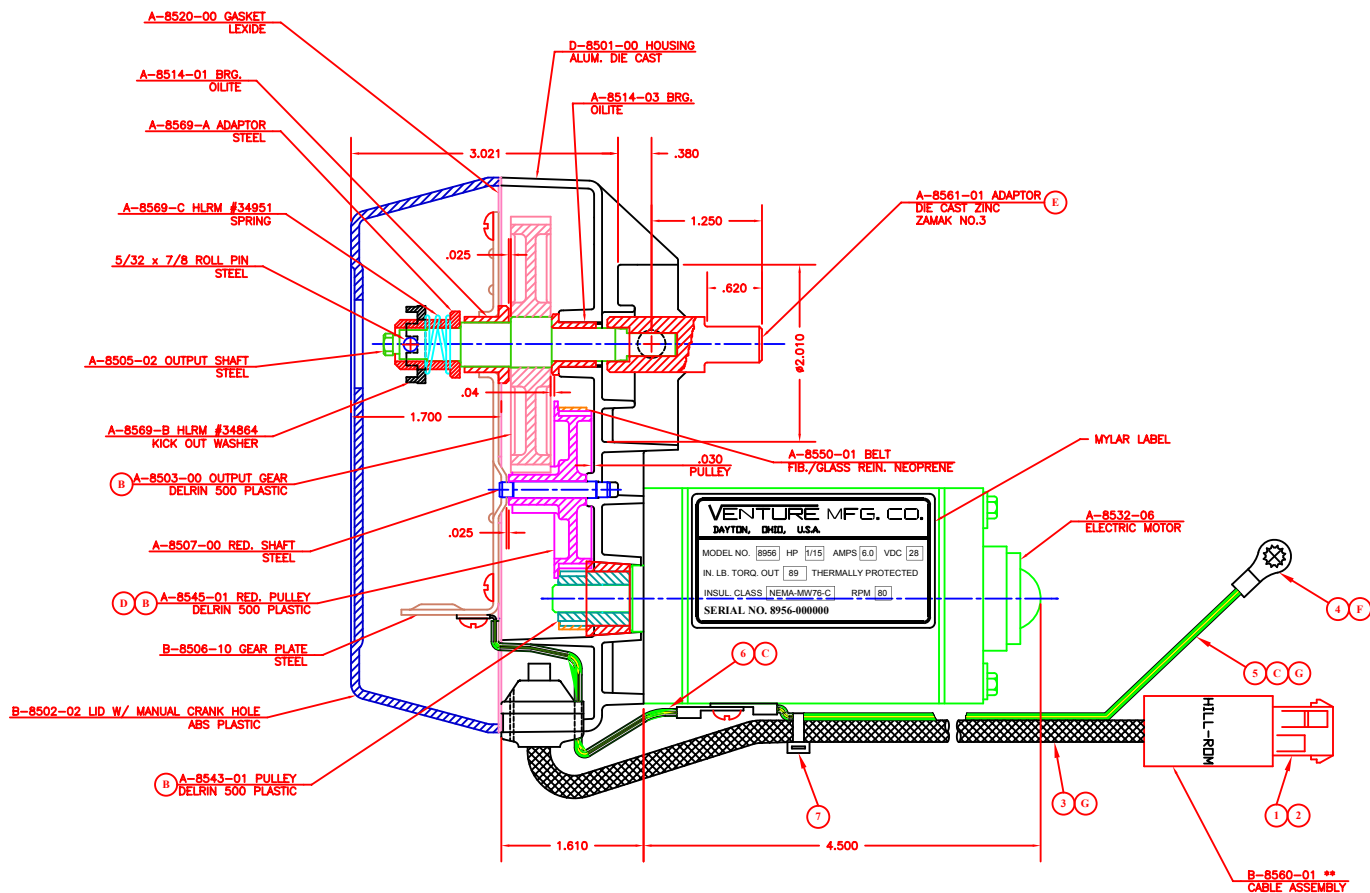 A-8520-00 GASKET
LEXIDE
D-8501-00 HOUSING
ALUM. DIE CAST
A-8514-01 BRG.
OILITE
A-8514-03 BRG.
OILITE
A-8569-A ADAPTOR
STEEL
3.021
.380
A-8561-01 ADAPTOR
DIE CAST ZINC
ZAMAK NO.3
E
A-8569-C HLRM #34951
SPRING
1.250
.025
5/32 x 7/8 ROLL PIN
STEEL
.620
A-8505-02 OUTPUT SHAFT
STEEL
ø2.010
.04
1.700
A-8569-B HLRM #34864
KICK OUT WASHER
MYLAR LABEL
A-8550-01 BELT
FIB./GLASS REIN. NEOPRENE
.030
PULLEY
B
A-8503-00 OUTPUT GEAR
DELRIN 500 PLASTIC
VENTURE MFG. CO.
DAYTON, OHIO, U.S.A.
MODEL NO. 8956 HP 1/15 AMPS 6.0 VDC 28
IN. LB. TORQ. OUT 89 THERMALLY PROTECTED
INSUL. CLASS NEMA-MW76-C RPM 80
SERIAL NO. 8956-000000
A-8532-06
ELECTRIC MOTOR
.025
A-8507-00 RED. SHAFT
STEEL
D B
A-8545-01 RED. PULLEY
DELRIN 500 PLASTIC
4 F
B-8506-10 GEAR PLATE
STEEL
6 C
5 C G
B-8502-02 LID W/ MANUAL CRANK HOLE
ABS PLASTIC
HILL-ROM
B
A-8543-01 PULLEY
DELRIN 500 PLASTIC
3 G
7
1 2
1.610
4.500
B-8560-01 **
CABLE ASSEMBLY